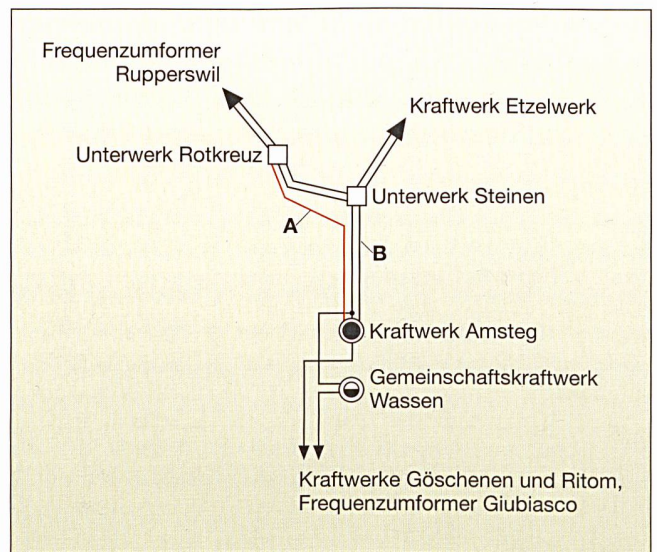 Frequenzumformer
Rupperswil
Kraftwerk Etzelwerk
Unterwerk Rotkreuz
Unterwerk Steinen
A
B
Kraftwerk Amsteg
Gemeinschaftskraftwerk
Wassen
Kraftwerke Göschenen und Ritom,
Frequenzumformer Giubiasco